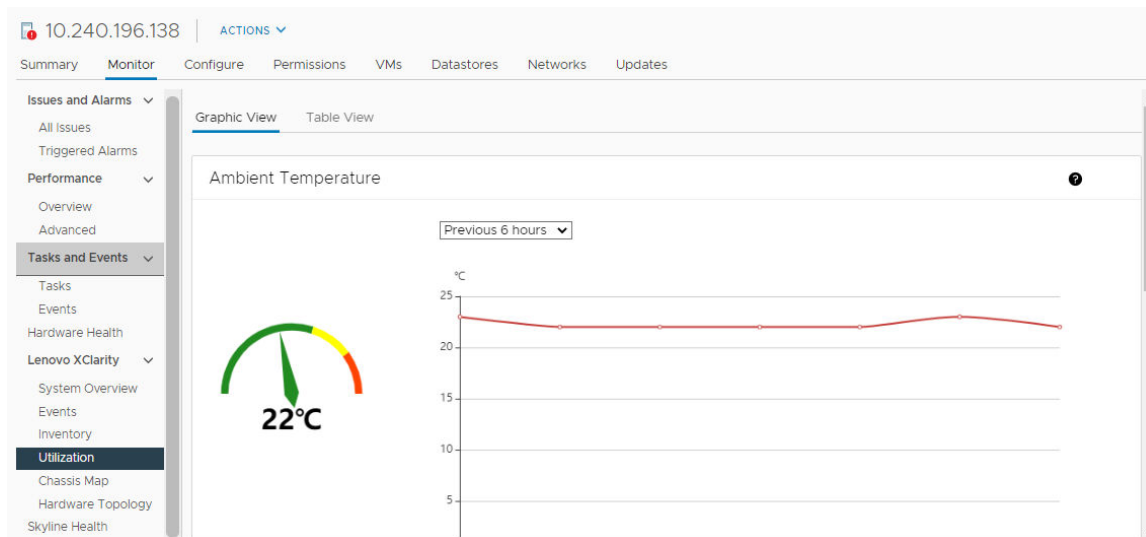 10.240.196.138 ACTIONS
Summary Monitor Configure Permissions VMs Datastores Networks Updates
Issues and Alarms
All Issues
Triggered Alarms
Performance
Overview
Advanced
Tasks and Events
Tasks
Events
Hardware Health
Lenovo XClarity
System Overview
Events
Inventory
Utilization
Chassis Map
Hardware Topology
Skyline Health
Graphic View Table View
Ambient Temperature ?
Previous 6 hours
22°C
°C
25
20
15
10
5